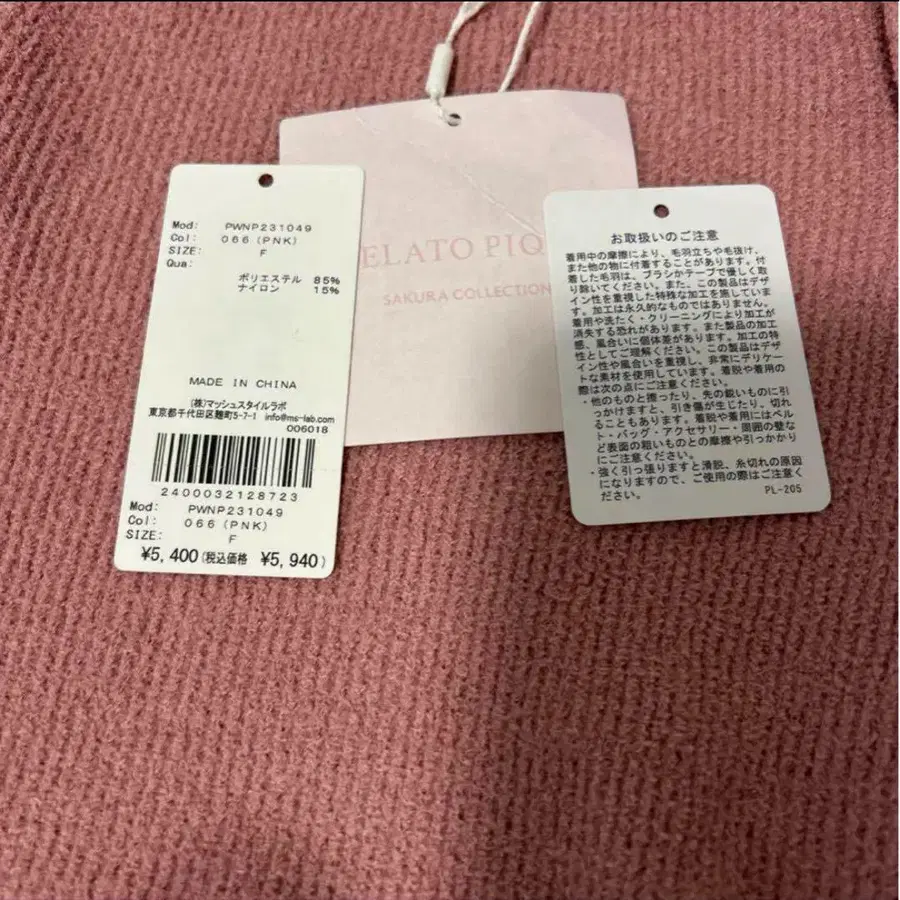 Mod: PWNP231049
Col: 066 (PNK)
SIZE: F
Qua:
ポリエステル 85%
ナイロン 15%
MADE IN CHINA
(株)マッシュスタイルラボ
東京都千代田区麹町5-7-1 info@ms-lab.com
006018
2400032128723
Mod: PWNP231049
Col: 066 (PNK)
SIZE: F
¥5,400(税込価格 ¥5,940)
ELATO PIQ
SAKURA COLLECTION
お取扱いのご注意
着用中の摩擦により、毛羽立ちや毛抜け、
また他の物に付着することがあります。付
着した毛羽は、ブラシかテープで優しく取
り除いてください。また、この製品はデザ
イン性を重視した特殊な加工を施していま
す。加工は永久的なものではありません。
着用や洗たく・クリーニングにより加工が
消失する恐れがあります。また製品の加工
感、風合いに個体差があります。加工の特
性としてご理解ください。この製品はデザ
イン性や風合いを重視し、非常にデリケー
トな素材を使用しています。着脱や着用の
際は次の点にご注意ください。
・他のものと擦ったり、先の鋭いものに引
っかけますと、引き傷が生じたり、切れ
ることもあります。着脱や着用にはベル
ト・バッグ・アクセサリー・周囲の壁な
ど表面の粗いものとの摩擦や引っかかり
にご注意ください。
・強く引っ張りますと滑脱、糸切れの原因
になりますので、ご使用の際はご注意く
ださい。
PL-205